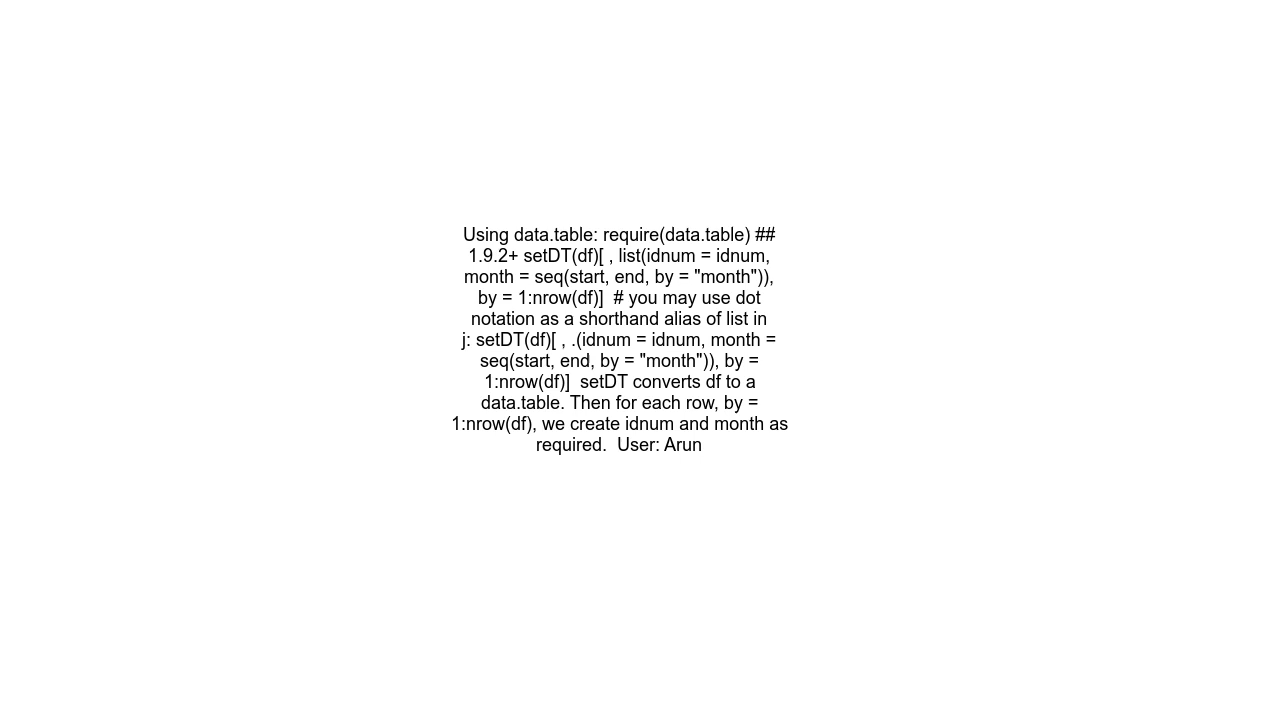 Using data.table: require(data.table) ##
1.9.2+ setDT(df)[ , list(idnum = idnum,
month = seq(start, end, by = "month")),
by = 1:nrow(df)]  # you may use dot
notation as a shorthand alias of list in
j: setDT(df)[ , .(idnum = idnum, month =
seq(start, end, by = "month")), by =
1:nrow(df)]  setDT converts df to a
data.table. Then for each row, by =
1:nrow(df), we create idnum and month as
required.  User: Arun